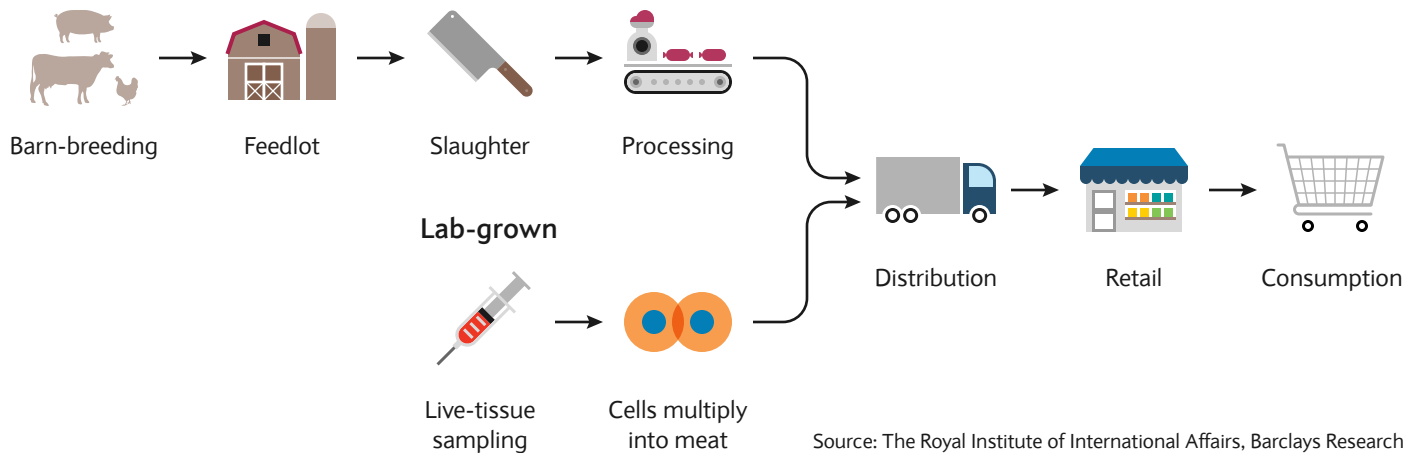 Barn-breeding
Feedlot
Slaughter
Processing
Lab-grown
Distribution
Retail
Consumption
Live-tissue
sampling
Cells multiply
into meat
Source: The Royal Institute of International Affairs, Barclays Research